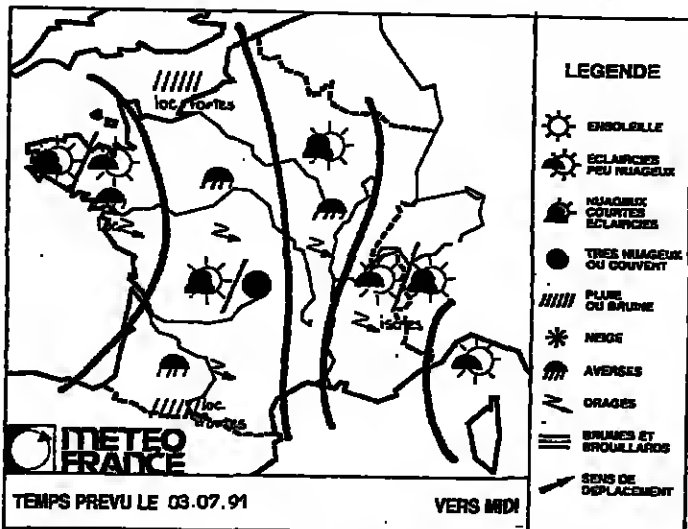 loc fortes
loc
isolés
loc
fortes
METEO
FRANCE
TEMPS PREVU LE 03.07.91 VERS MIDI
LEGENDE
ENSOLEILLE
ECLAIRCIES
PEU NUAGEUX
NUAGEUX
COURTES
ECLAIRCIES
TRES NUAGEUX
OU COUVERT
PLUIE
OU BRUINE
NEIGE
AVERSES
ORAGES
BRUMES ET
BROUILLARDS
SENS DE
DEPLACEMENT